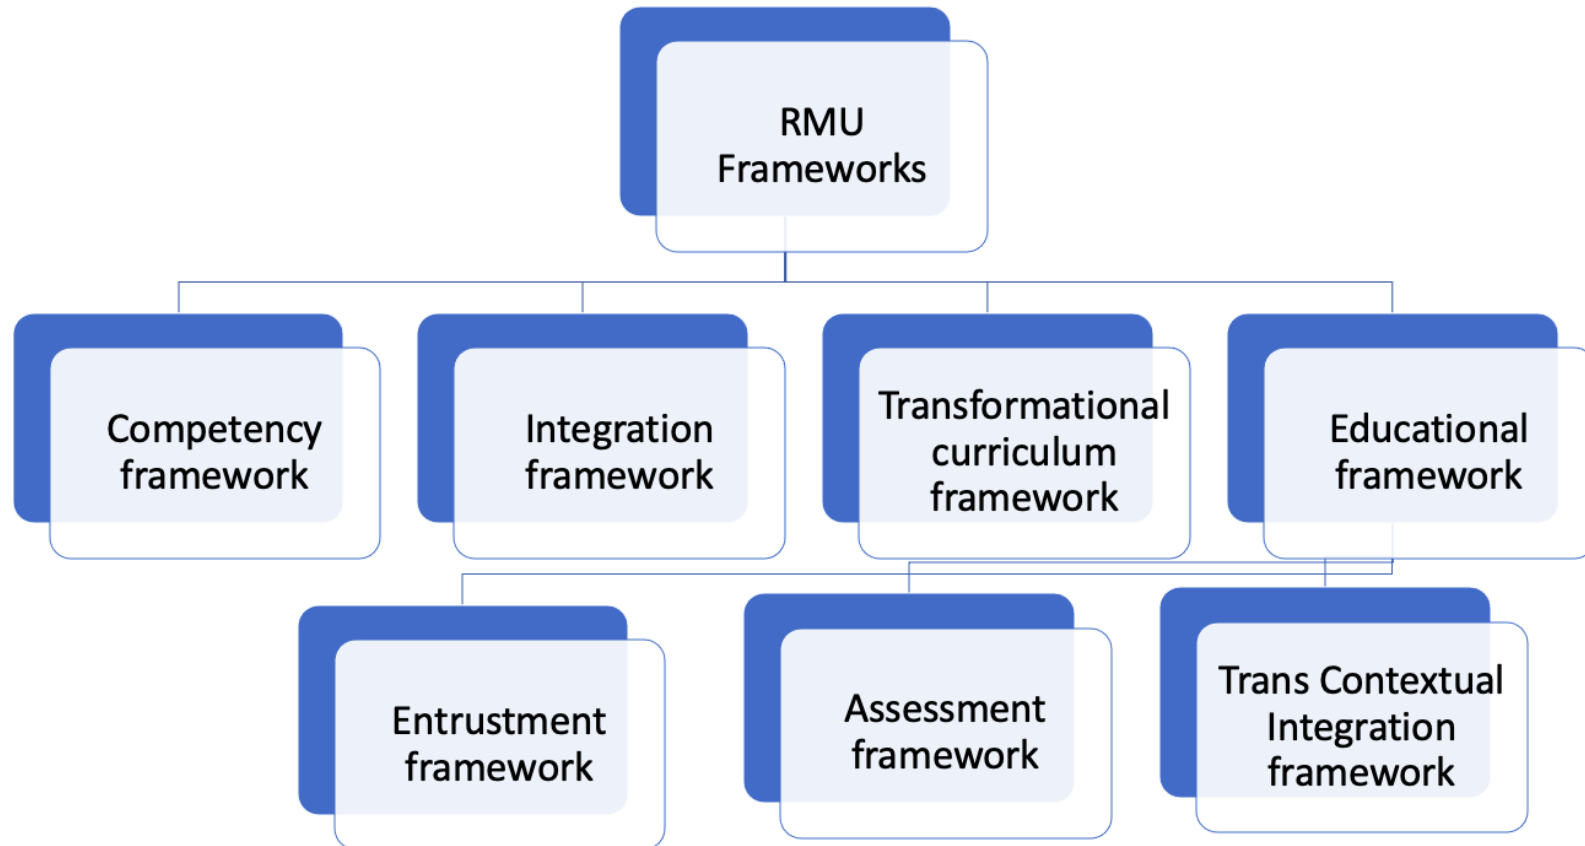 RMU
Frameworks
Competency
framework
Integration
framework
Transformational
curriculum
framework
Educational
framework
Entrustment
framework
Assessment
framework
Trans Contextual
Integration
framework